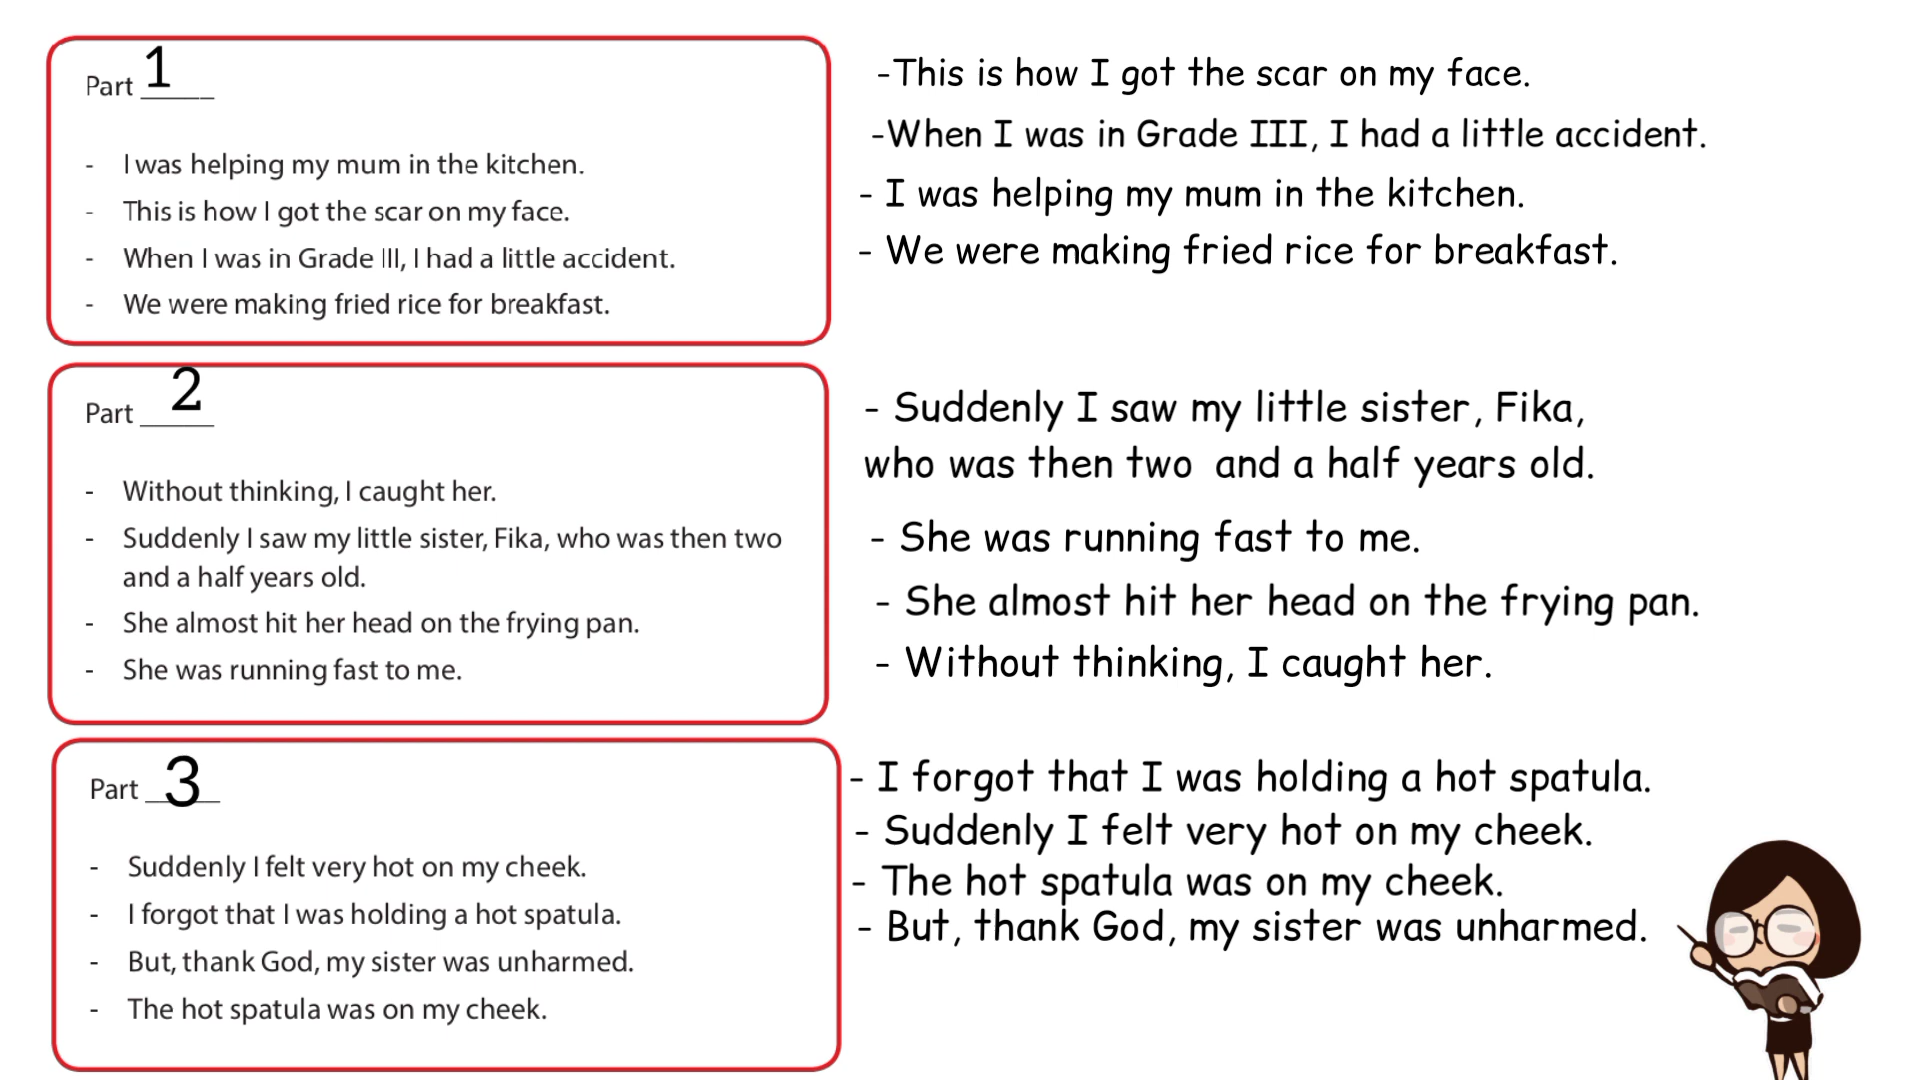 Part 1
- I was helping my mum in the kitchen.
- This is how I got the scar on my face.
- When I was in Grade III, I had a little accident.
- We were making fried rice for breakfast.
-This is how I got the scar on my face.
-When I was in Grade III, I had a little accident.
- I was helping my mum in the kitchen.
- We were making fried rice for breakfast.
Part 2
- Without thinking, I caught her.
- Suddenly I saw my little sister, Fika, who was then two
and a half years old.
- She almost hit her head on the frying pan.
- She was running fast to me.
- Suddenly I saw my little sister, Fika,
who was then two and a half years old.
- She was running fast to me.
- She almost hit her head on the frying pan.
- Without thinking, I caught her.
Part 3
- Suddenly I felt very hot on my cheek.
- I forgot that I was holding a hot spatula.
- But, thank God, my sister was unharmed.
- The hot spatula was on my cheek.
- I forgot that I was holding a hot spatula.
- Suddenly I felt very hot on my cheek.
- The hot spatula was on my cheek.
- But, thank God, my sister was unharmed.